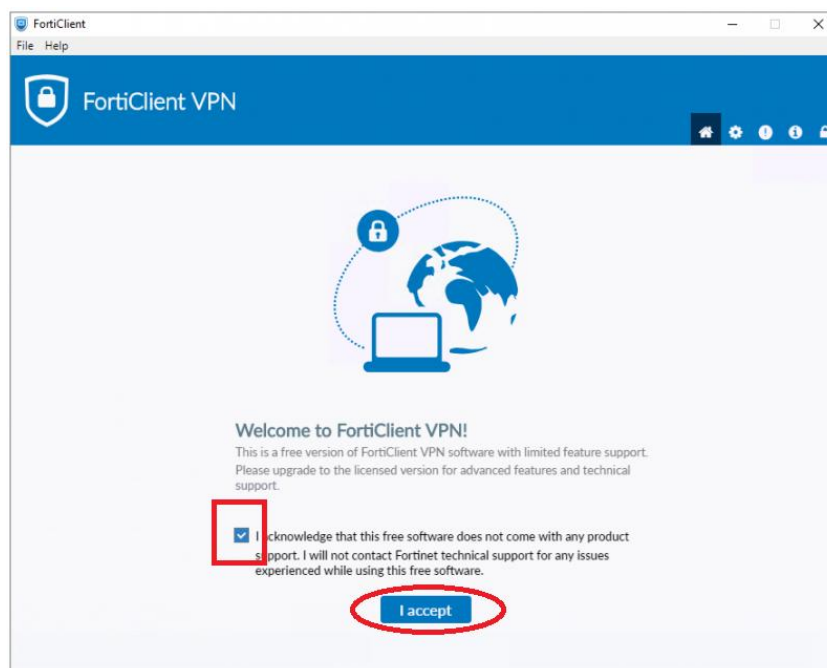 FortiClient
File Help
FortiClient VPN
Welcome to FortiClient VPN!
This is a free version of FortiClient VPN software with limited feature support.
Please upgrade to the licensed version for advanced features and technical
support.
I acknowledge that this free software does not come with any product
support. I will not contact Fortinet technical support for any issues
experienced while using this free software.
I accept